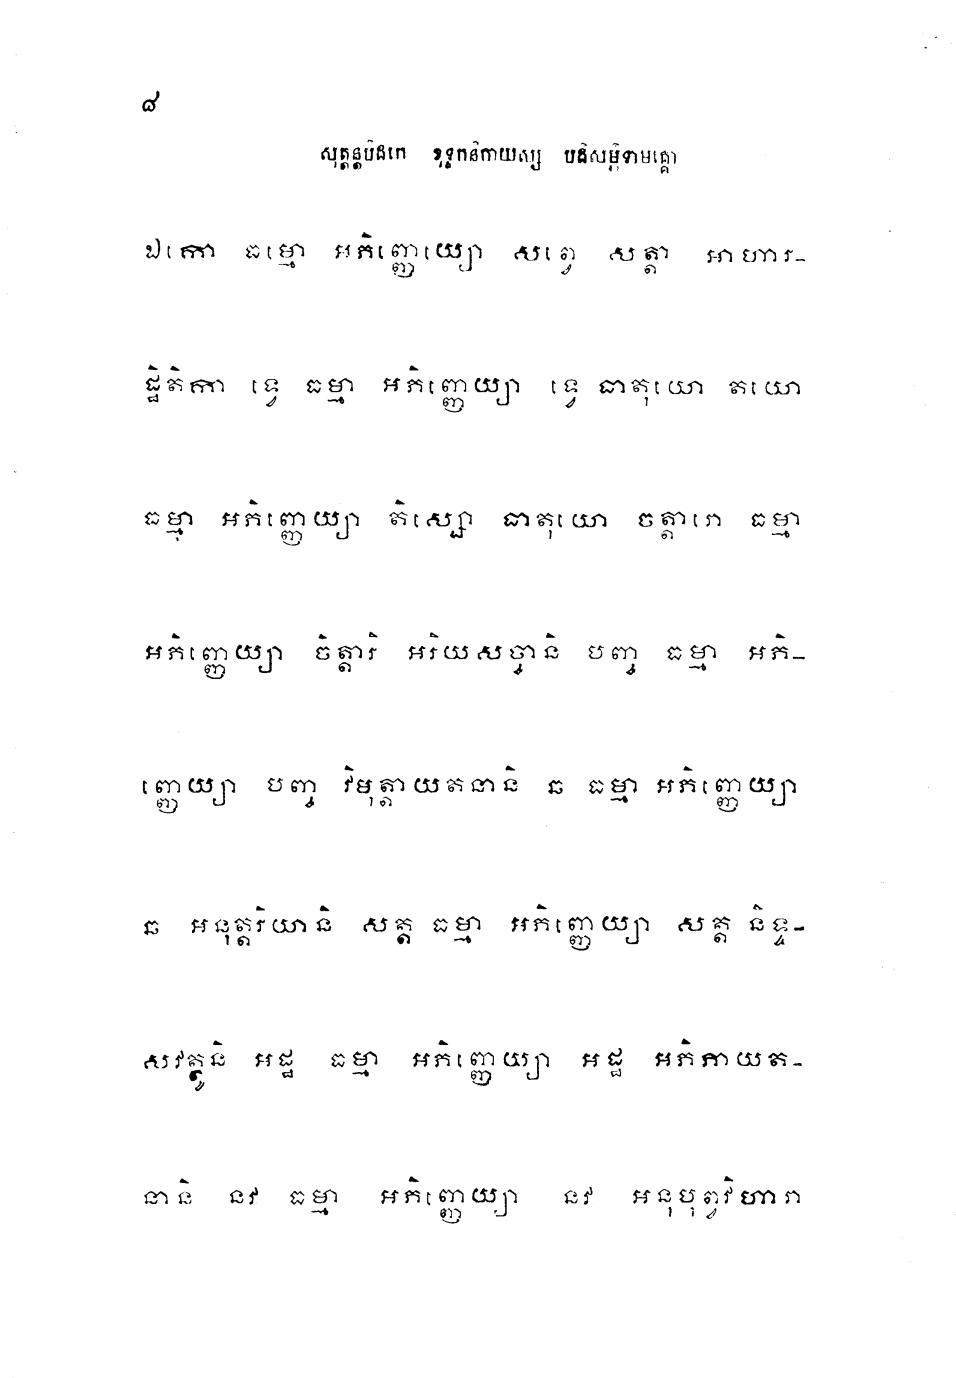 ៨
សុត្តន្តបិដកេ ខុទ្ទកនិកាយស្ស បដិសម្ភិទាមគ្គោ
ឯកោ ធម្មោ អភិញ្ញេយ្យោ សព្វេ សត្តា អាហារ-
ដ្ឋិតិកា ទ្វេ ធម្មា អភិញ្ញេយ្យា ទ្វេ ធាតុយោ តយោ
ធម្មា អភិញ្ញេយ្យា តិស្សោ ធាតុយោ ចត្តារោ ធម្មា
អភិញ្ញេយ្យា ចិត្តារិ អរិយសច្ចានិ បញ្ច ធម្មា អភិ-
ញ្ញេយ្យា បញ្ច វិមុត្តាយតនានិ ឆ ធម្មា អភិញ្ញេយ្យា
ឆ អនុត្តរិយានិ សត្ត ធម្មា អភិញ្ញេយ្យា សត្ត និទ្ទ-
សវត្ថូនិ អដ្ឋ ធម្មា អភិញ្ញេយ្យា អដ្ឋ អភិភាយត-
នានិ នវ ធម្មា អភិញ្ញេយ្យា នវ អនុបុព្វវិហារា